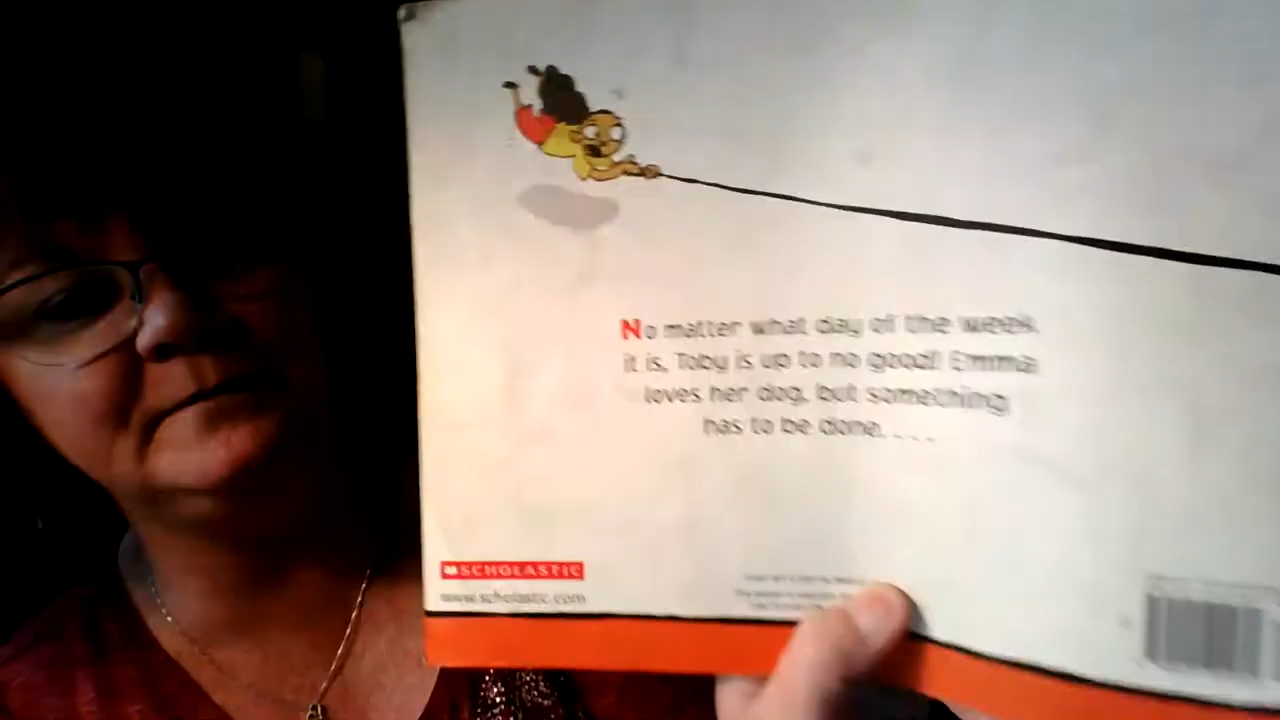 No matter what day of the week
it is, Toby is up to no good! Emma
loves her dog, but something
has to be done. . . .
SCHOLASTIC
www.scholastic.com